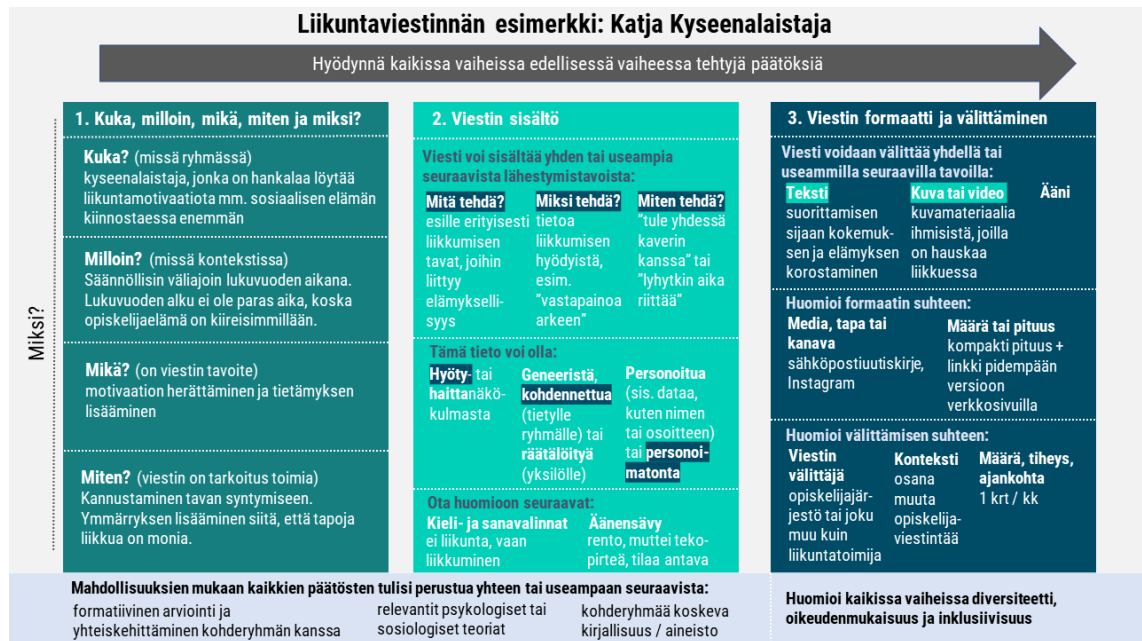 Liikuntaviestinnän esimerkki: Katja Kyseenalaistaja
Hyödynnä kaikissa vaiheissa edellisessä vaiheessa tehtyjä päätöksiä
Miksi?
1. Kuka, milloin, mikä, miten ja miksi?
Kuka? (missä ryhmässä)
kyseenalaistaja, jonka on hankalaa löytää
liikuntamotivaatiota mm. sosiaalisen elämän
kiinnostaessa enemmän
Milloin? (missä kontekstissa)
Säännöllisin väliajoin lukuvuoden aikana.
Lukuvuoden alku ei ole paras aika, koska
opiskelijaelämä on kiireisimmillään.
Mikä? (on viestin tavoite)
motivaation herättäminen ja tietämyksen
lisääminen
Miten? (viestin on tarkoitus toimia)
Kannustaminen tavan syntymiseen.
Ymmärryksen lisääminen siitä, että tapoja
liikkua on monia.
2. Viestin sisältö
Viesti voi sisältää yhden tai useampia
seuraavista lähestymistavoista:
Mitä tehdä?
esille erityisesti
liikkumisen
tavat, joihin
liittyy
elämykselli-
syys
Miksi tehdä?
tietoa
liikkumisen
hyödyistä,
esim.
"vastapainoa
arkeen"
Miten tehdä?
"tule yhdessä
kaverin
kanssa" tai
"lyhytkin aika
riittää"
Tämä tieto voi olla:
Hyöty- tai
haittanäkö-
kulmasta
Geneeristä,
kohdennettua
(tietylle
ryhmälle) tai
räätälöityä
(yksilölle)
Personoitua
(sis. dataa,
kuten nimen
tai osoitteen)
tai personoi-
matonta
Ota huomioon seuraavat:
Kieli- ja sanavalinnat
ei liikunta, vaan
liikkuminen
Äänensävy
rento, muttei teko-
pirteä, tilaa antava
3. Viestin formaatti ja välittäminen
Viesti voidaan välittää yhdellä tai
useammilla seuraavilla tavoilla:
Teksti
suorittamisen
sijaan kokemuk-
sen ja elämyksen
korostaminen
Kuva tai video
kuvamateriaalia
ihmisistä, joilla
on hauskaa
liikkuessa
Ääni
Huomioi formaatin suhteen:
Media, tapa tai
kanava
sähköpostiuutiskirje,
Instagram
Määrä tai pituus
kompakti pituus +
linkki pidempään
versioon
verkkosivuilla
Huomioi välittämisen suhteen:
Viestin
välittäjä
opiskelijajär-
jestö tai joku
muu kuin
liikuntatoimija
Konteksti
osana
muuta
opiskelija-
viestintää
Määrä, tiheys,
ajankohta
1 krt / kk
Mahdollisuuksien mukaan kaikkien päätösten tulisi perustua yhteen tai useampaan seuraavista:
formatiivinen arviointi ja
yhteiskehittäminen kohderyhmän kanssa
relevantit psykologiset tai
sosiologiset teoriat
kohderyhmää koskeva
kirjallisuus / aineisto
Huomioi kaikissa vaiheissa diversiteetti,
oikeudenmukaisuus ja inklusiivisuus